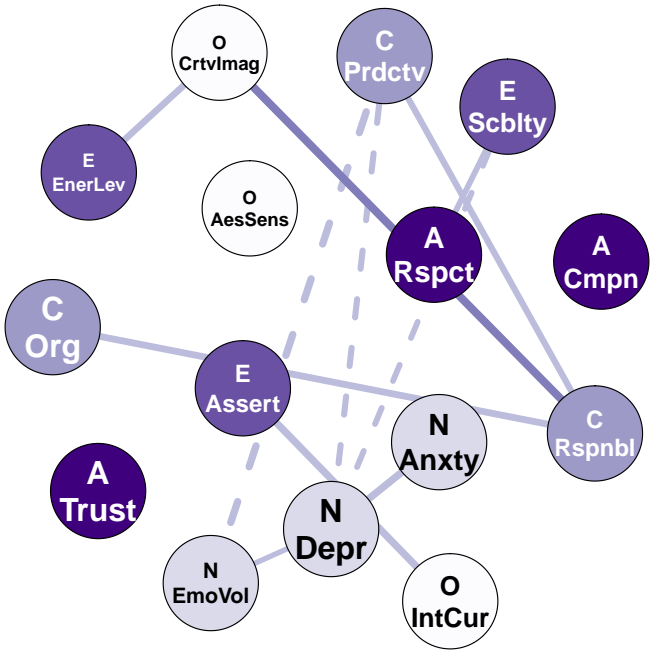 O
CrtvImag
C
Prdctv
E
Scblty
E
EnerLev
O
AesSens
A
Rspct
A
Cmpn
C
Org
E
Assert
N
Anxty
C
Rspnbl
A
Trust
N
Depr
N
EmoVol
O
IntCur